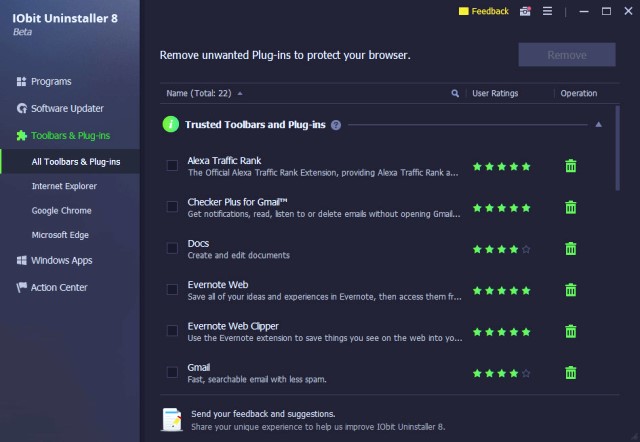 IObit Uninstaller 8
Beta
Feedback
Remove unwanted Plug-ins to protect your browser.
Remove
Programs
Software Updater
Toolbars & Plug-ins
All Toolbars & Plug-ins
Internet Explorer
Google Chrome
Microsoft Edge
Windows Apps
Action Center
Name (Total: 22)
User Ratings
Operation
i Trusted Toolbars and Plug-ins ?
Alexa Traffic Rank
The Official Alexa Traffic Rank Extension, providing Alexa Traffic Rank a...
Checker Plus for Gmail™
Get notifications, read, listen to or delete emails without opening Gmail...
Docs
Create and edit documents
Evernote Web
Save all of your ideas and experiences in Evernote, then access them fr...
Evernote Web Clipper
Use the Evernote extension to save things you see on the web into yo...
Gmail
Fast, searchable email with less spam.
Send your feedback and suggestions.
Share your unique experience to help us improve IObit Uninstaller 8.